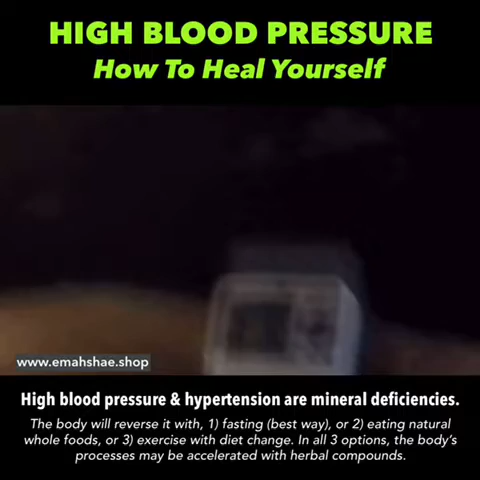 HIGH BLOOD PRESSURE
How To Heal Yourself
www.emahshae.shop
High blood pressure & hypertension are mineral deficiencies.
The body will reverse it with, 1) fasting (best way), or 2) eating natural
whole foods, or 3) exercise with diet change. In all 3 options, the body's
processes may be accelerated with herbal compounds.